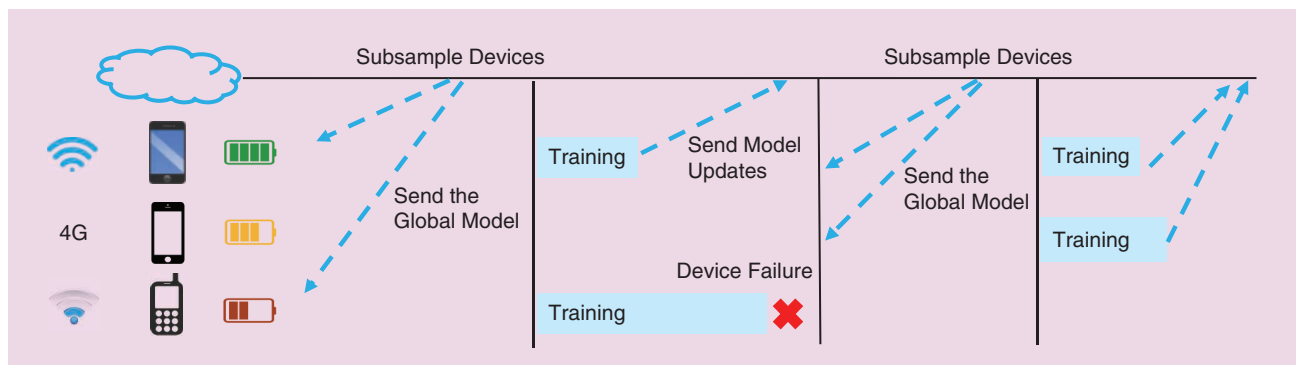 Subsample Devices
Subsample Devices
Training
Send Model
Updates
Training
Send the
Global Model
Send the
Global Model
4G
Training
Device Failure
Training